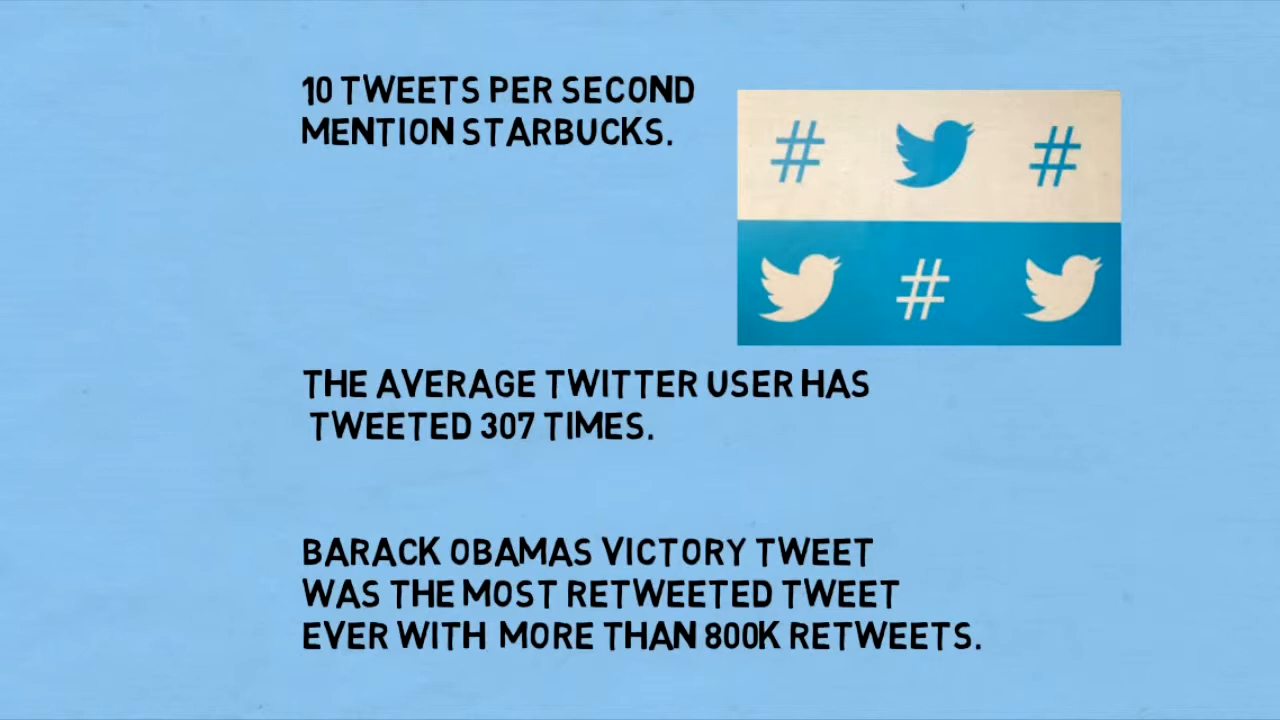 10 TWEETS PER SECOND
MENTION STARBUCKS.
# #
#
THE AVERAGE TWITTER USER HAS
TWEETED 307 TIMES.
BARACK OBAMAS VICTORY TWEET
WAS THE MOST RETWEETED TWEET
EVER WITH MORE THAN 800K RETWEETS.